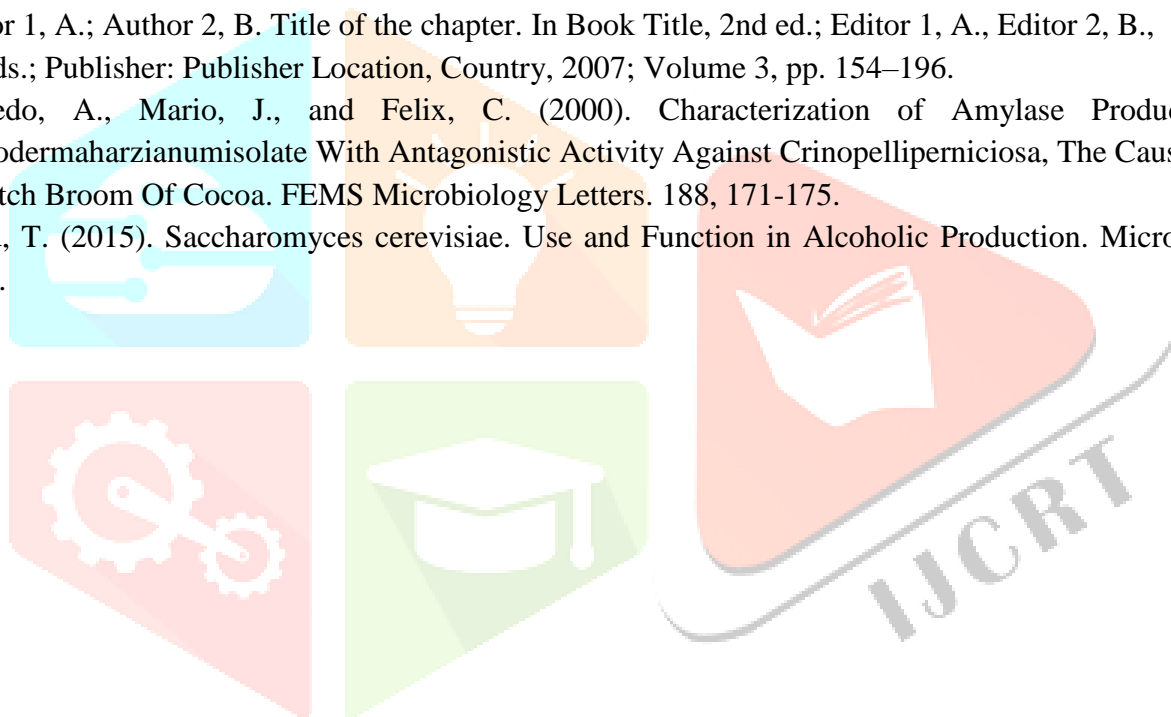 or 1, A.; Author 2, B. Title of the chapter. In Book Title, 2nd ed.; Editor 1, A., Editor 2, B.,
ds.; Publisher: Publisher Location, Country, 2007; Volume 3, pp. 154–196.
edo, A., Mario, J., and Felix, C. (2000). Characterization of Amylase Produc
odermaharzianumisolate With Antagonistic Activity Against Crinopelliperniciosa, The Caus
tch Broom Of Cocoa. FEMS Microbiology Letters. 188, 171-175.
, T. (2015). Saccharomyces cerevisiae. Use and Function in Alcoholic Production. Micro
.
IJCRT